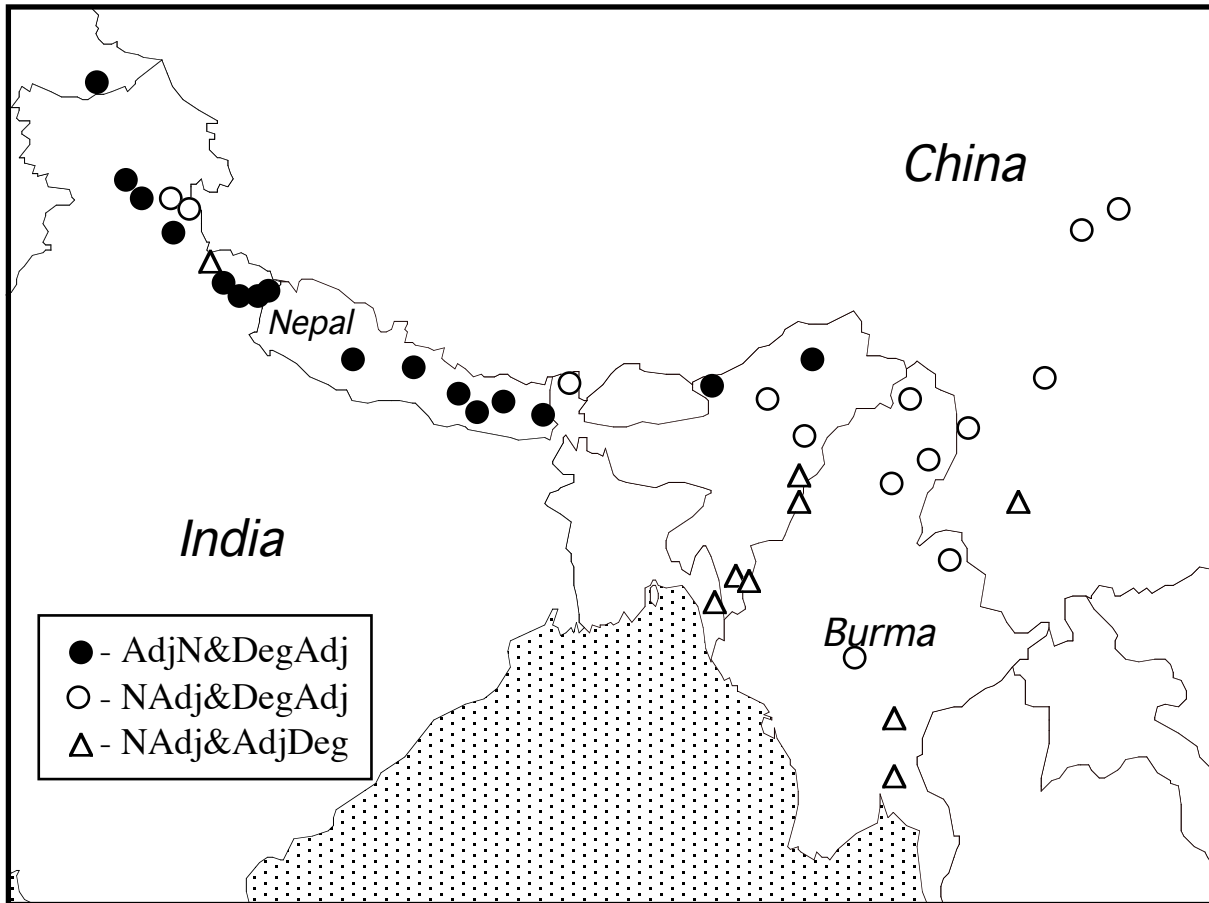 China
Nepal
India
Burma
- AdjN&DegAdj
- NAdj&DegAdj
- NAdj&AdjDeg